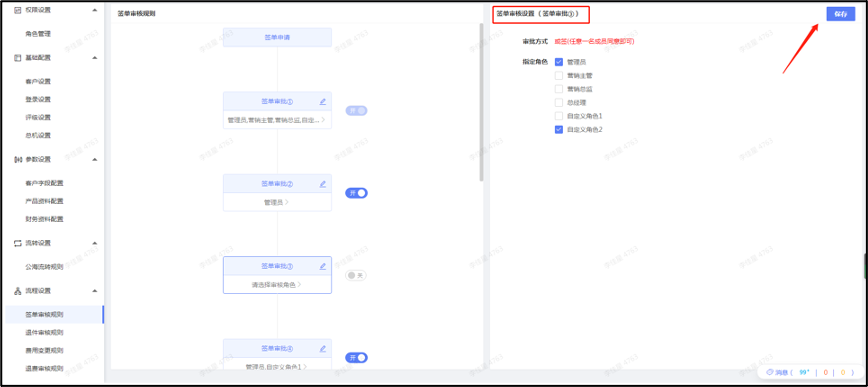 权限设置
角色管理
基础配置
客户设置
登录设置
评级设置
总机设置
参数设置
客户字段配置
产品资料配置
财务资料配置
流转设置
公海流转规则
流程设置
签单审核规则
退件审核规则
费用变更规则
退票审核规则
签单审核规则
签单申请
签单审批①
管理员,营销主管,营销总监,自定... >
开
签单审批②
管理员 >
开
签单审批③
请选择审核角色 >
关
签单审批④
管理员,自定义角色1 >
开
签单审核设置（签单审批③）
保存
审批方式 或签(任意一名成员同意即可)
指定角色
管理员
营销主管
营销总监
总经理
自定义角色1
自定义角色2
消息 ( 99+ | 0 | 0 )